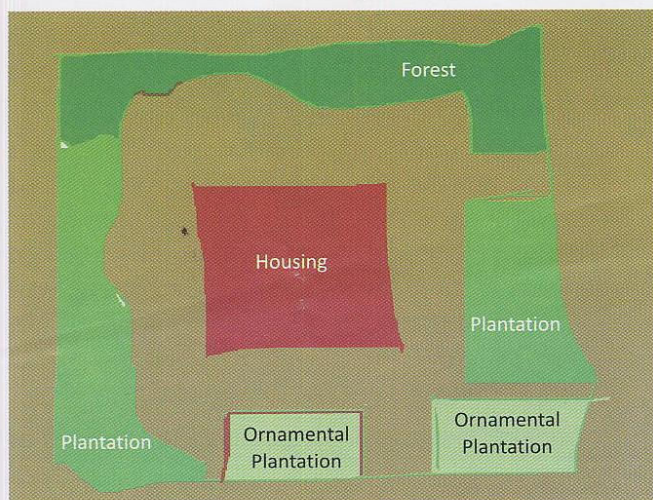 Forest
Housing
Plantation
Plantation
Ornamental
Plantation
Ornamental
Plantation